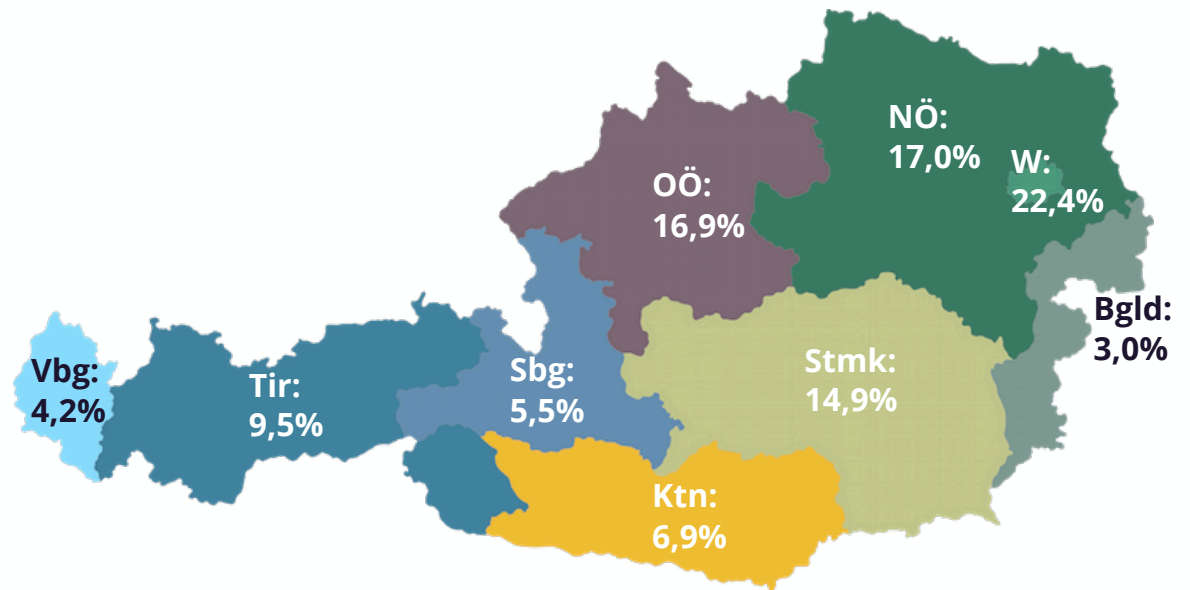 NÖ:
17,0%
W:
22,4%
OÖ:
16,9%
Bgld:
3,0%
Vbg:
4,2%
Tir:
9,5%
Sbg:
5,5%
Stmk:
14,9%
Ktn:
6,9%